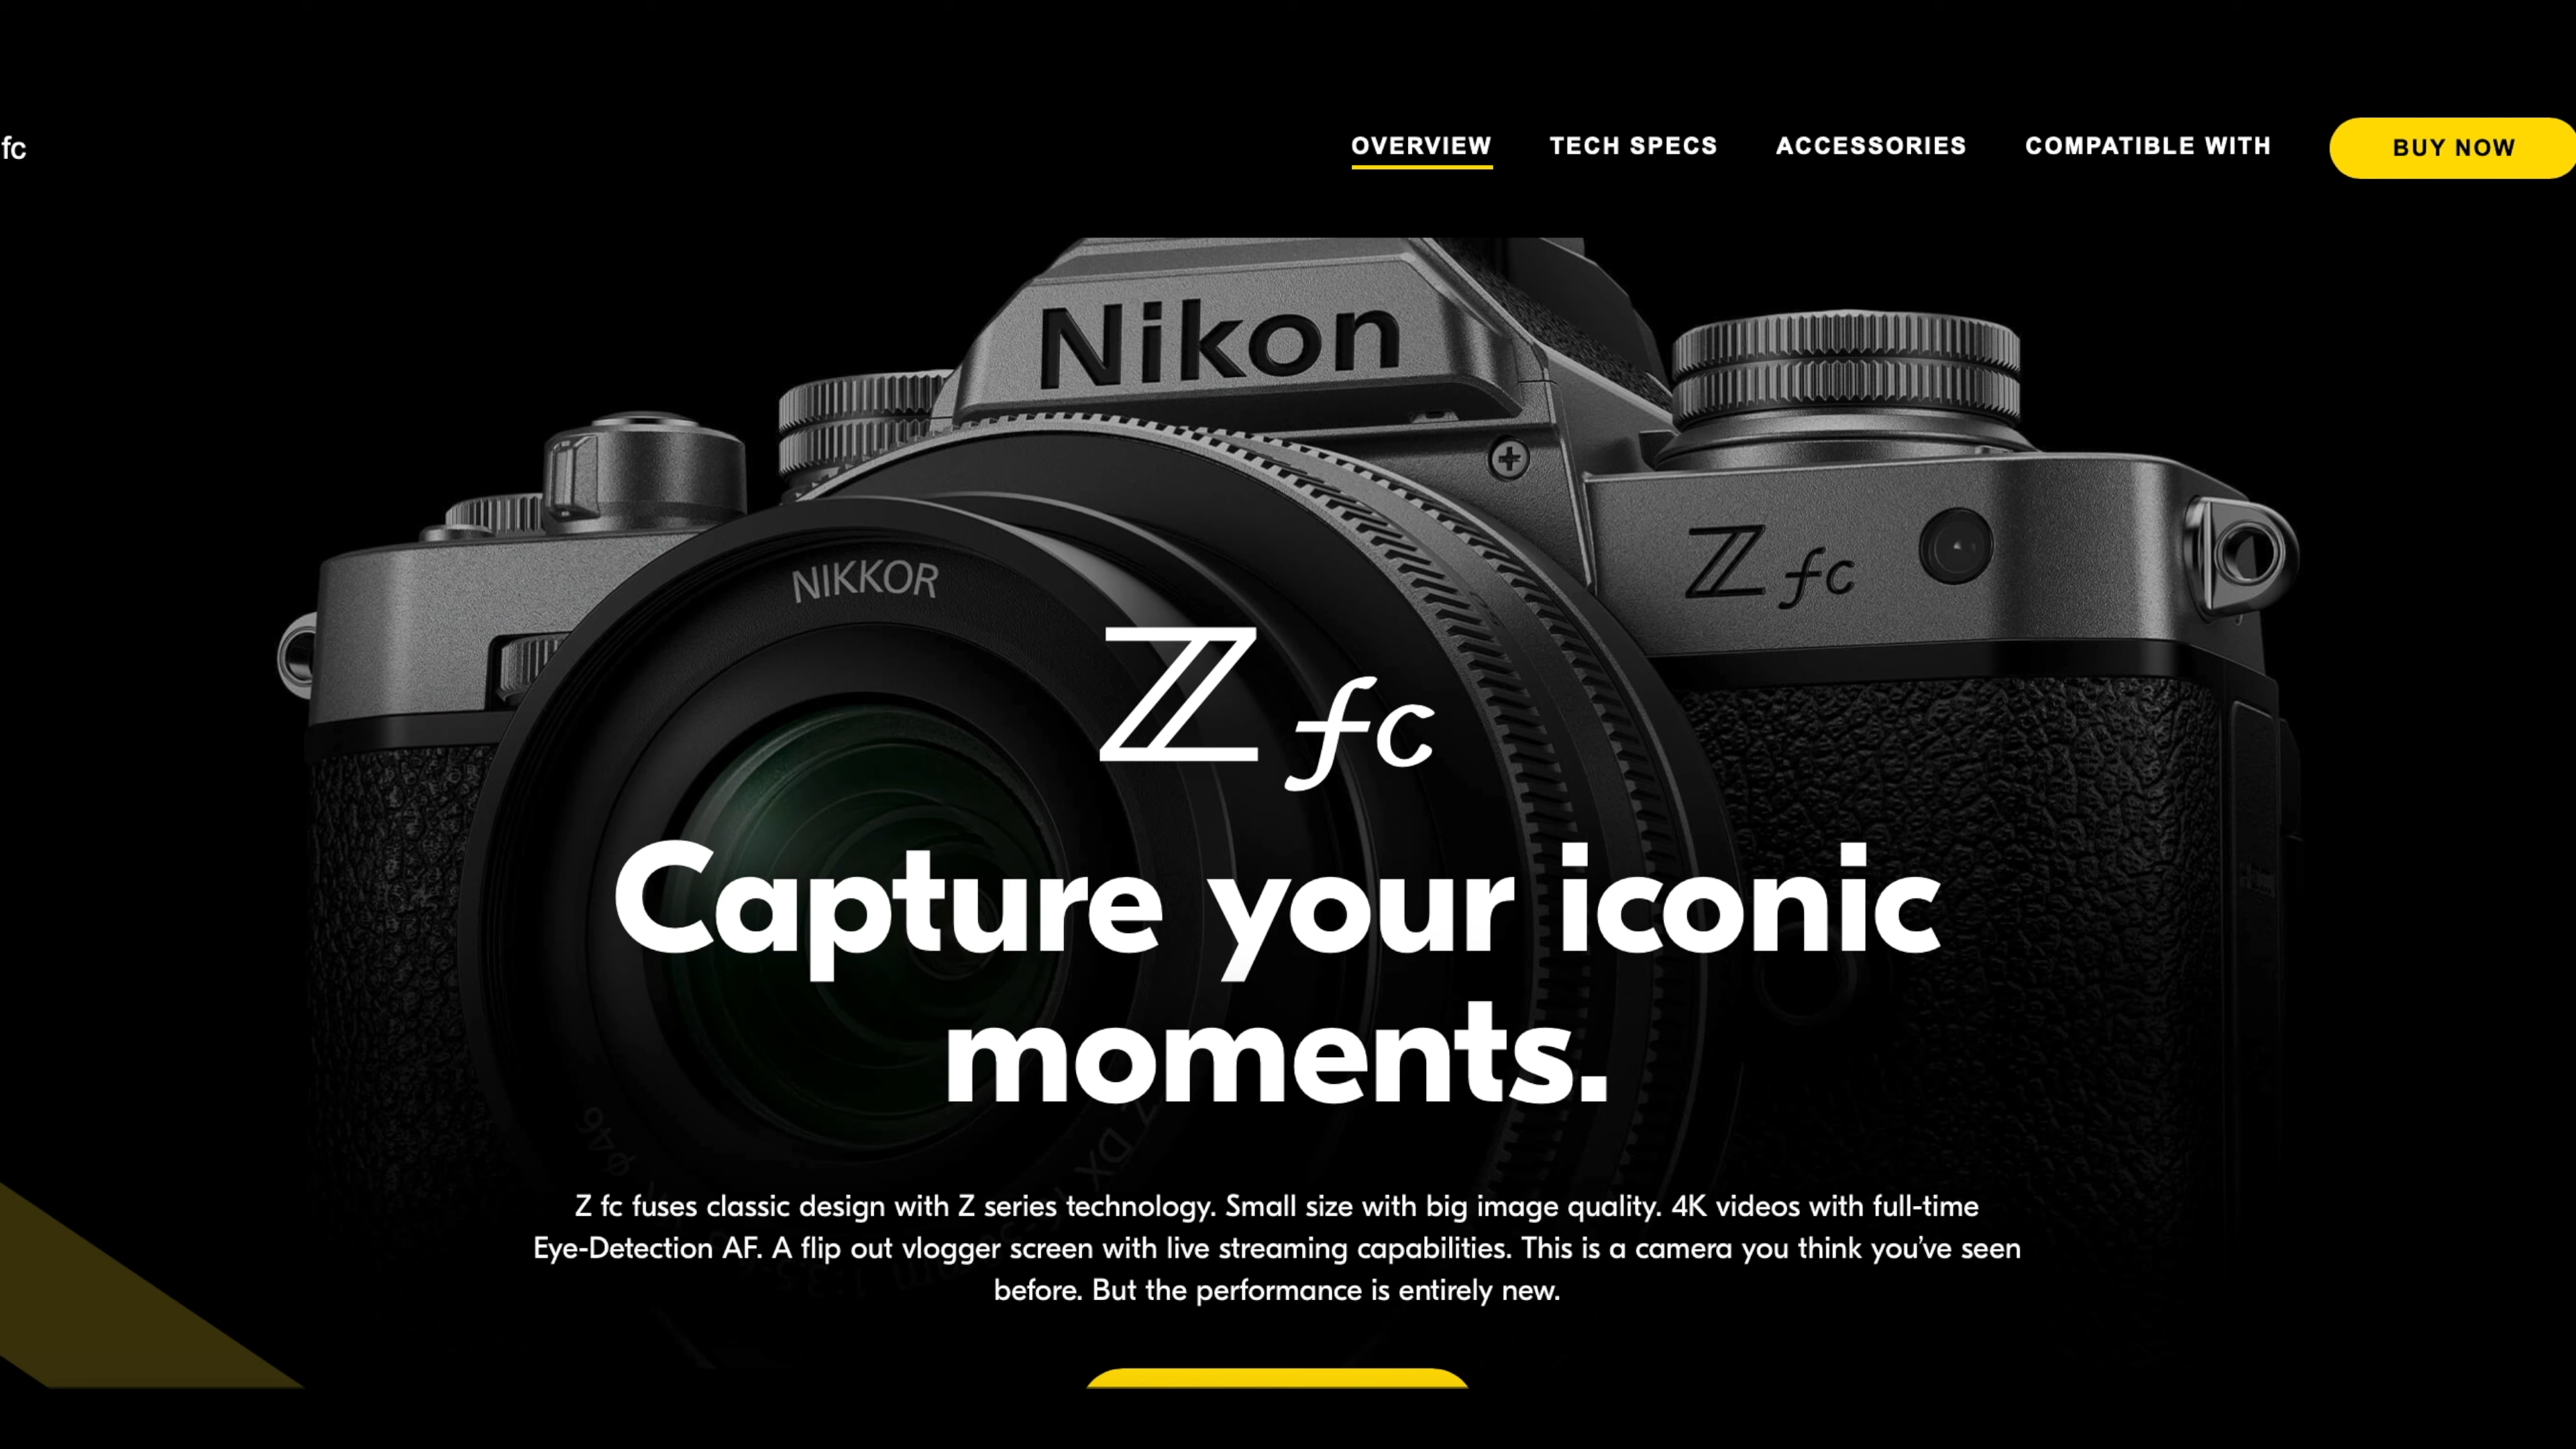 fc
OVERVIEW
TECH SPECS
ACCESSORIES
COMPATIBLE WITH
BUY NOW
Nikon
Z fc
NIKKOR
Z fc
Capture your iconic
moments.
Z DX
φ46
Z fc fuses classic design with Z series technology. Small size with big image quality. 4K videos with full-time
Eye-Detection AF. A flip out vlogger screen with live streaming capabilities. This is a camera you think you've seen
before. But the performance is entirely new.